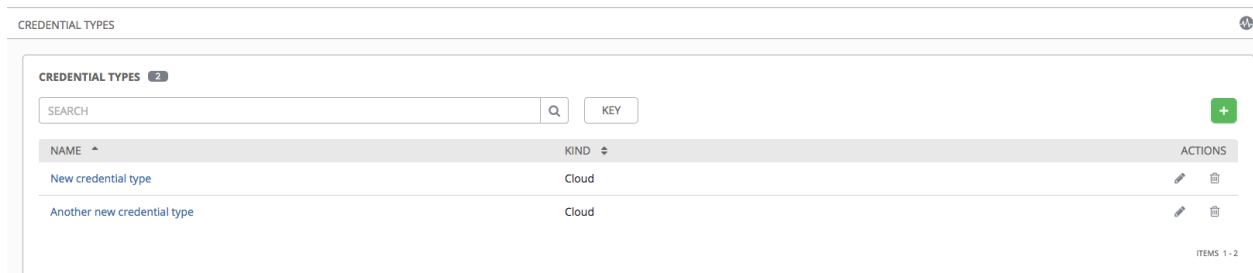 CREDENTIAL TYPES
CREDENTIAL TYPES 2
SEARCH KEY +
NAME KIND ACTIONS
New credential type Cloud
Another new credential type Cloud
ITEMS 1 - 2